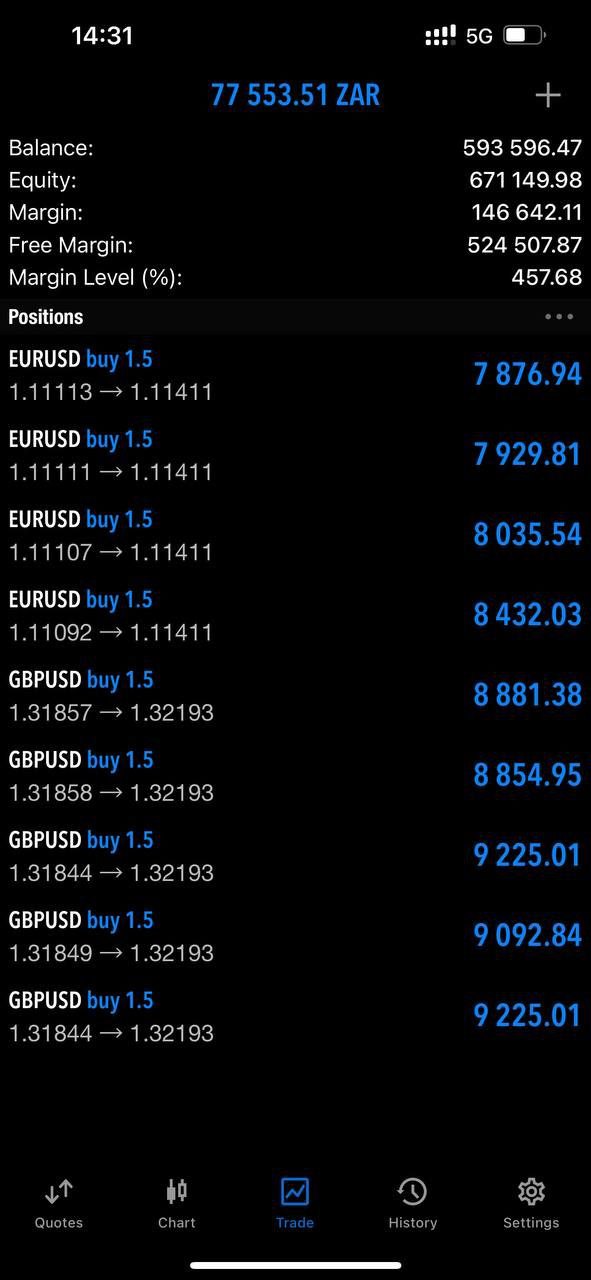 14:31
5G
77 553.51 ZAR
Balance: 593 596.47
Equity: 671 149.98
Margin: 146 642.11
Free Margin: 524 507.87
Margin Level (%): 457.68
Positions
EURUSD buy 1.5
1.11113 → 1.11411
7 876.94
EURUSD buy 1.5
1.11111 → 1.11411
7 929.81
EURUSD buy 1.5
1.11107 → 1.11411
8 035.54
EURUSD buy 1.5
1.11092 → 1.11411
8 432.03
GBPUSD buy 1.5
1.31857 → 1.32193
8 881.38
GBPUSD buy 1.5
1.31858 → 1.32193
8 854.95
GBPUSD buy 1.5
1.31844 → 1.32193
9 225.01
GBPUSD buy 1.5
1.31849 → 1.32193
9 092.84
GBPUSD buy 1.5
1.31844 → 1.32193
9 225.01
Quotes Chart Trade History Settings